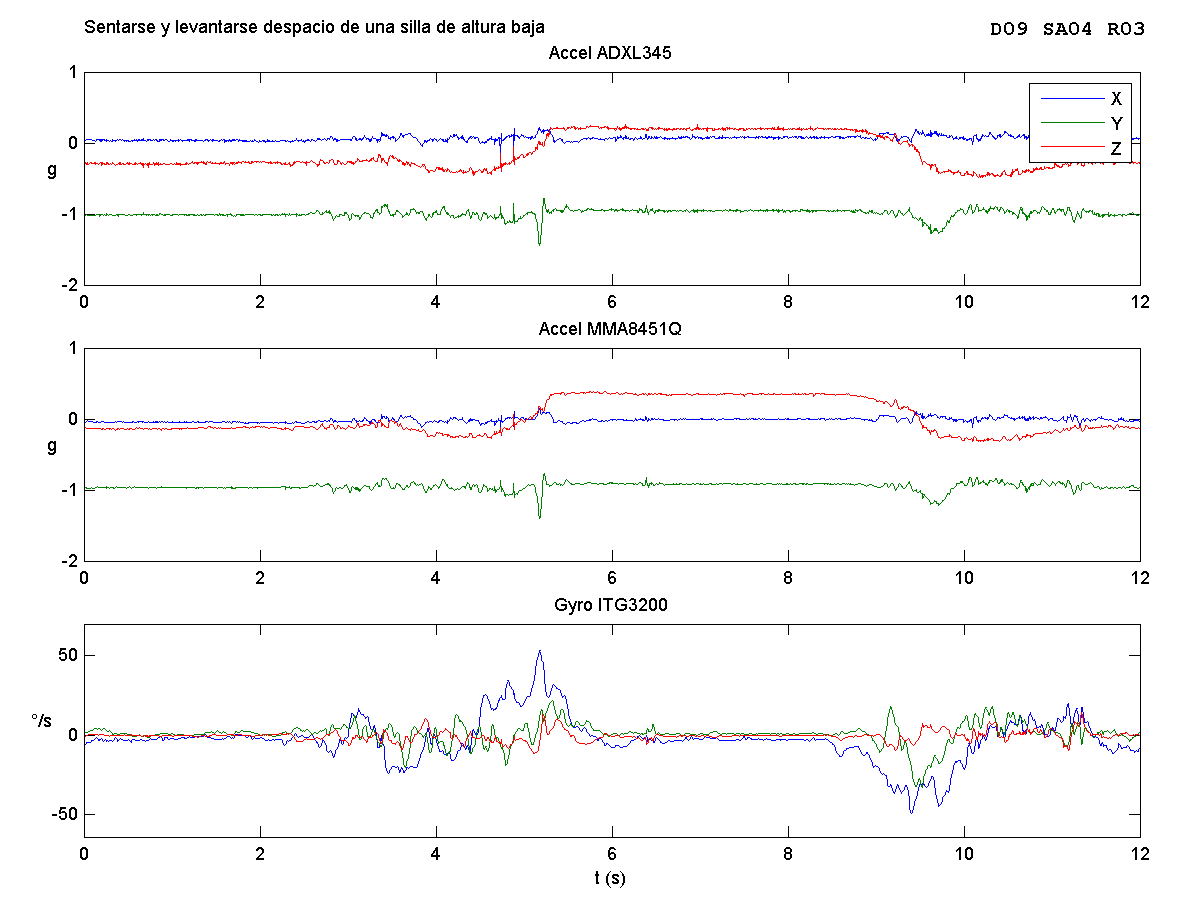 Sentarse y levantarse despacio de una silla de altura baja
D09 SA04 R03
Accel ADXL345
1
0
-1
-2
g
X
Y
Z
0 2 4 6 8 10 12
Accel MMA8451Q
1
0
-1
-2
g
0 2 4 6 8 10 12
Gyro ITG3200
50
0
-50
°/s
0 2 4 6 8 10 12
t (s)